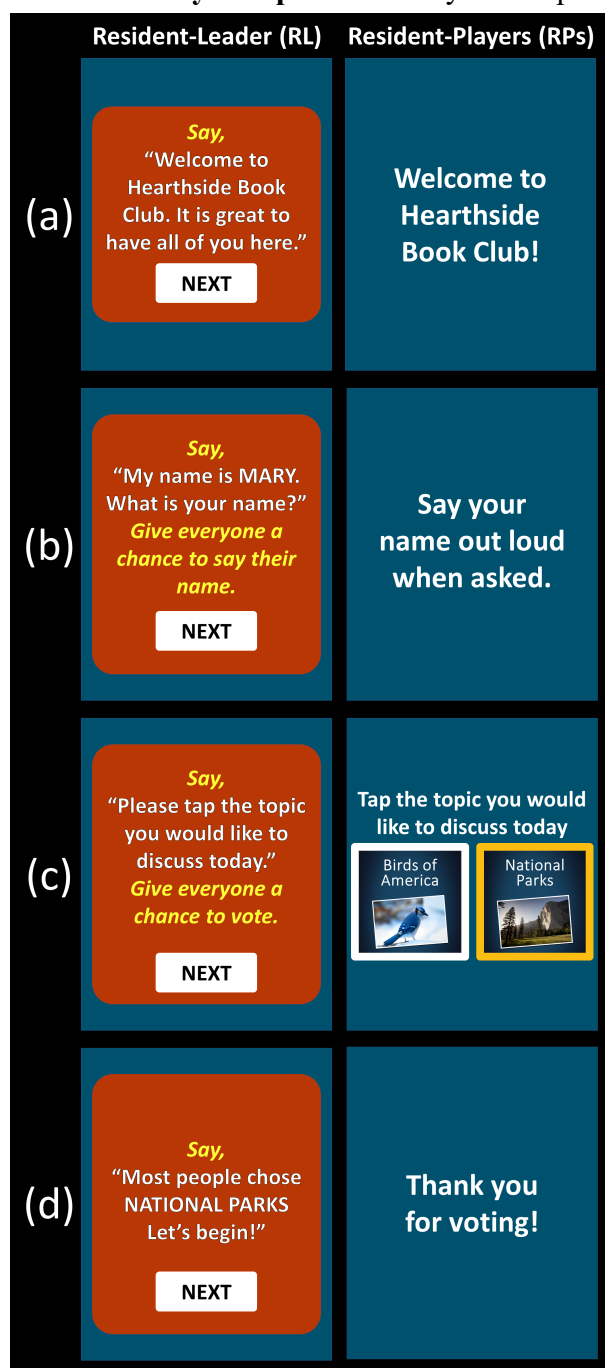 Resident-Leader (RL)
Resident-Players (RPs)
(a)
Say,
“Welcome to
Hearthside Book
Club. It is great to
have all of you here.”
NEXT
Welcome to
Hearthside
Book Club!
(b)
Say,
“My name is MARY.
What is your name?”
Give everyone a
chance to say their
name.
NEXT
Say your
name out loud
when asked.
(c)
Say,
“Please tap the topic
you would like to
discuss today.”
Give everyone a
chance to vote.
NEXT
Tap the topic you would
like to discuss today
Birds of
America
National
Parks
(d)
Say,
“Most people chose
NATIONAL PARKS
Let’s begin!”
NEXT
Thank you
for voting!